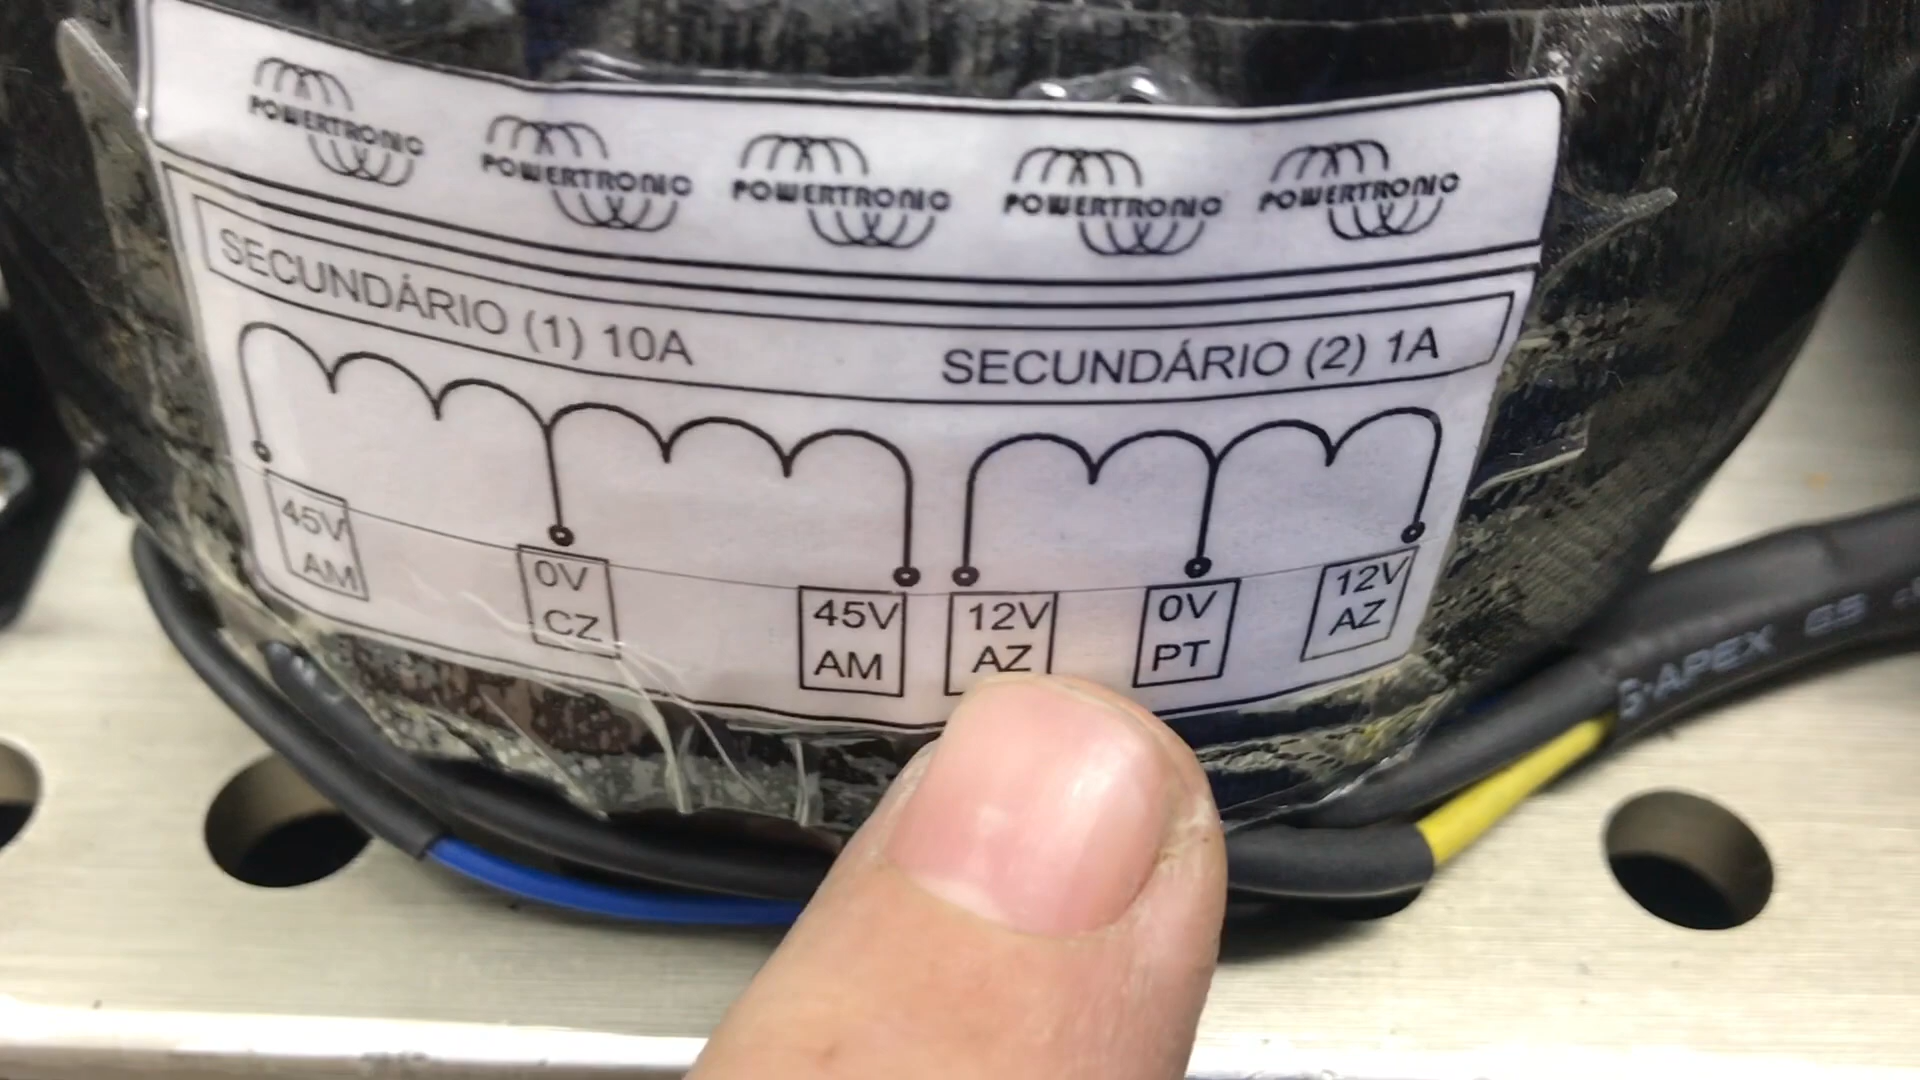 POWERTRONIC POWERTRONIC POWERTRONIC POWERTRONIC POWERTRONIC
SECUNDÁRIO (1) 10A SECUNDÁRIO (2) 1A
45V 0V 45V 12V 0V 12V
AM CZ AM AZ PT AZ
APEX